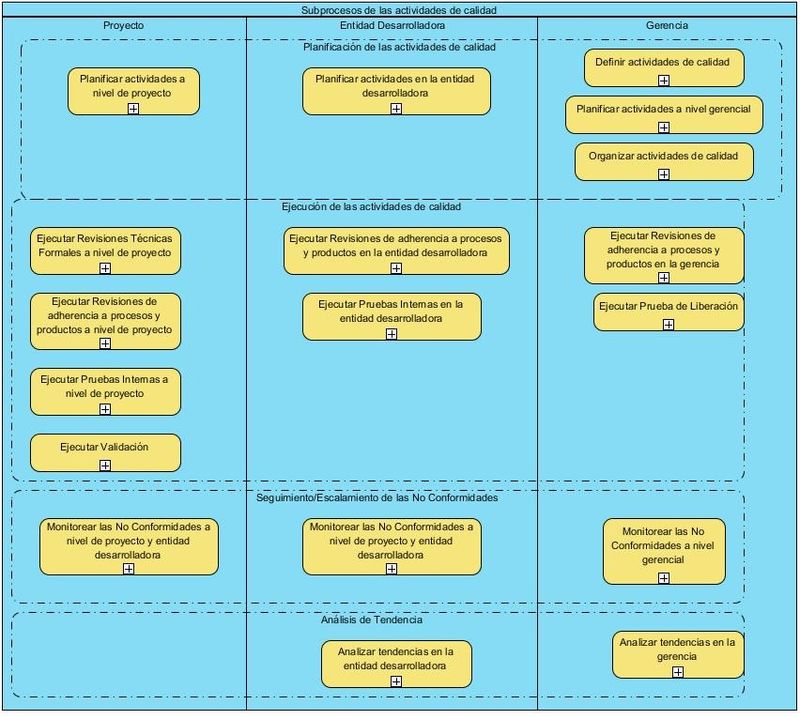 Subprocesos de las actividades de calidad
Proyecto
Entidad Desarrolladora
Gerencia
Planificación de las actividades de calidad
Planificar actividades a
nivel de proyecto
Planificar actividades en la entidad
desarrolladora
Definir actividades de calidad
Planificar actividades a nivel gerencial
Organizar actividades de calidad
Ejecución de las actividades de calidad
Ejecutar Revisiones Técnicas
Formales a nivel de proyecto
Ejecutar Revisiones de
adherencia a procesos y
productos a nivel de proyecto
Ejecutar Pruebas Internas a
nivel de proyecto
Ejecutar Validación
Ejecutar Revisiones de adherencia a procesos
y productos en la entidad desarrolladora
Ejecutar Pruebas Internas en la
entidad desarrolladora
Ejecutar Revisiones de
adherencia a procesos y
productos en la gerencia
Ejecutar Prueba de Liberación
Seguimiento/Escalamiento de las No Conformidades
Monitorear las No Conformidades a
nivel de proyecto y entidad
desarrolladora
Monitorear las No Conformidades a
nivel de proyecto y entidad
desarrolladora
Monitorear las No
Conformidades a nivel
gerencial
Análisis de Tendencia
Analizar tendencias en la
entidad desarrolladora
Analizar tendencias en la
gerencia